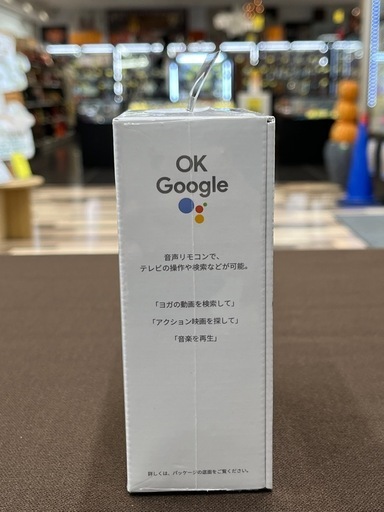 OK
Google
音声リモコンで、
テレビの操作や検索などが可能。
「ヨガの動画を検索して」
「アクション映画を探して」
「音楽を再生」
詳しくは、パッケージの底面をご覧ください。